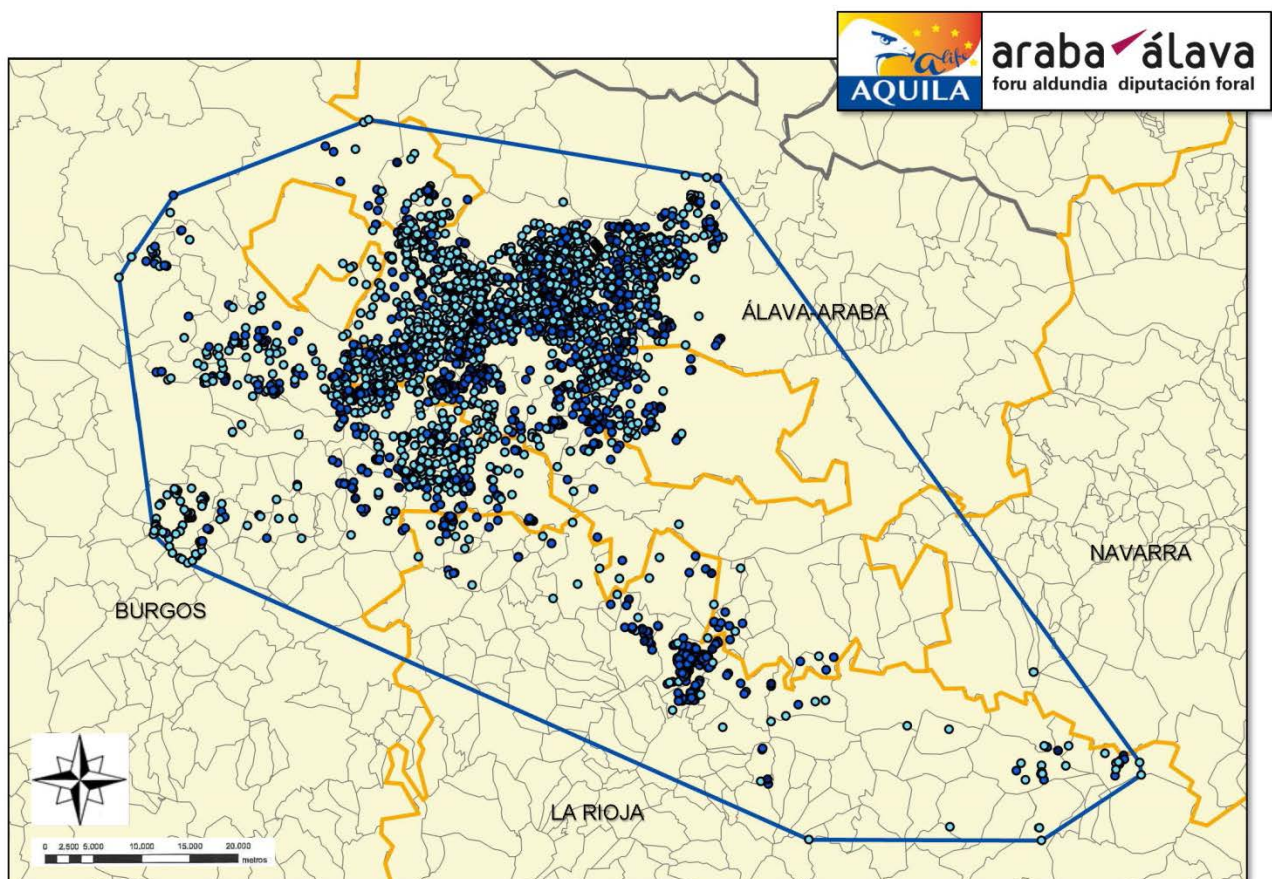 alife
AQUILA
araba álava
foru aldundia diputación foral
ÁLAVA-ARABA
NAVARRA
BURGOS
LA RIOJA
0 2.500 5.000 10.000 15.000 20.000
metros